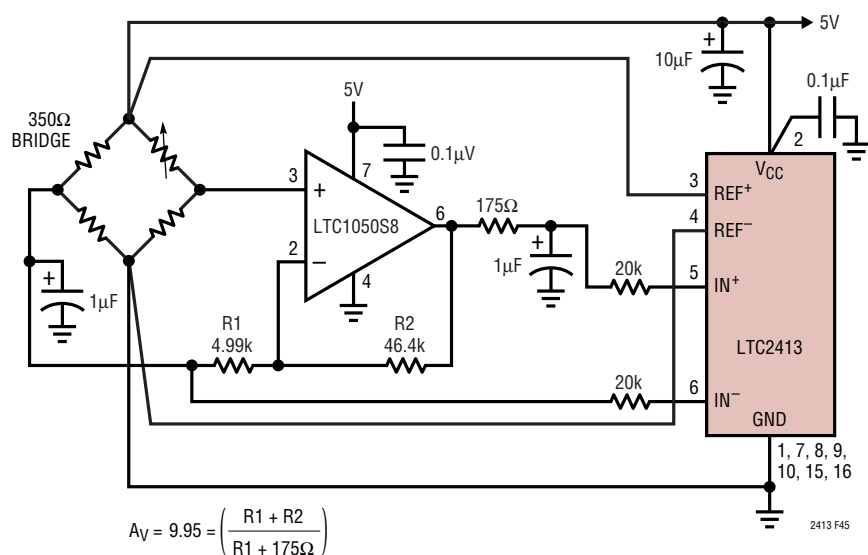 5V
10µF
0.1µF
350Ω
BRIDGE
5V
0.1µV
2
VCC
7
3
+
LTC1050S8
6
175Ω
3
REF+
4
REF−
2
−
4
+
1µF
+
1µF
20k
5
IN+
R1
4.99k
R2
46.4k
LTC2413
20k
6
IN−
GND
1, 7, 8, 9,
10, 15, 16
+
AV = 9.95 = (R1 + R2
R1 + 175Ω)
2413 F45